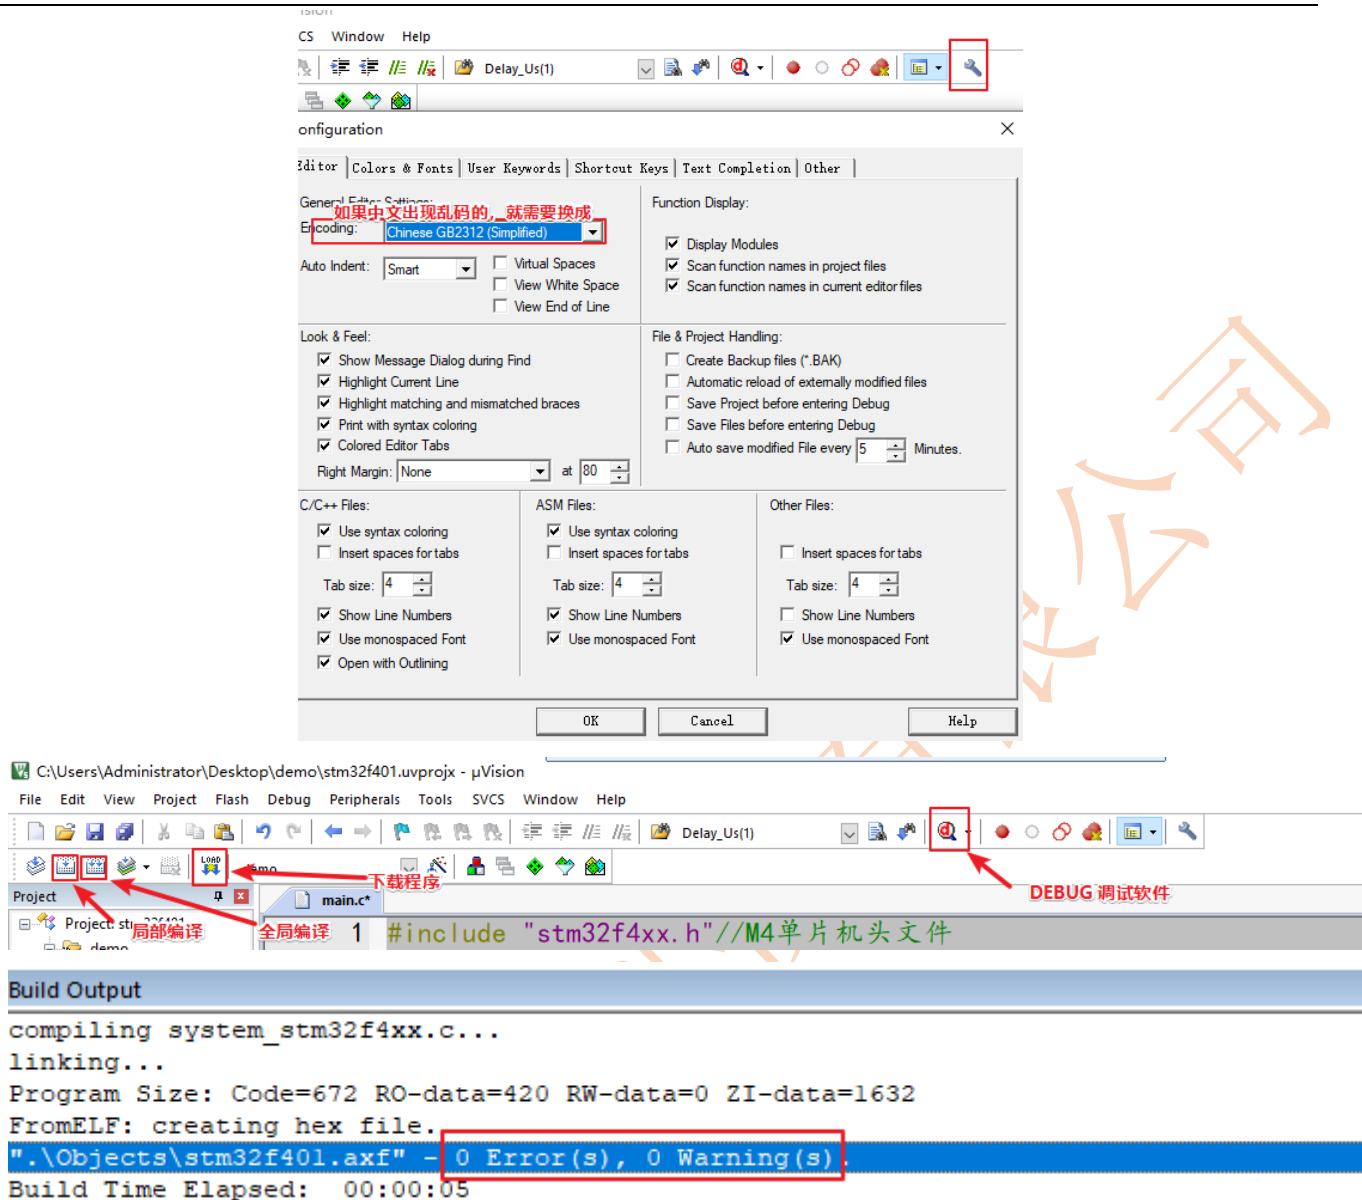 CS Window Help
Delay_Us(1)
onfiguration
Editor Colors & Fonts User Keywords Shortcut Keys Text Completion Other
General Editor Settings:
Function Display:
如果中文出现乱码的，就需要换成
Encoding: Chinese GB2312 (Simplified)
Display Modules
Auto Indent: Smart
Virtual Spaces
Scan function names in project files
View White Space
Scan function names in current editor files
View End of Line
Look & Feel:
File & Project Handling:
Show Message Dialog during Find
Create Backup files (*.BAK)
Highlight Current Line
Automatic reload of externally modified files
Highlight matching and mismatched braces
Save Project before entering Debug
Print with syntax coloring
Save Files before entering Debug
Colored Editor Tabs
Auto save modified File every 5 Minutes.
Right Margin: None at 80
C/C++ Files:
ASM Files:
Other Files:
Use syntax coloring
Use syntax coloring
Insert spaces for tabs
Insert spaces for tabs
Insert spaces for tabs
Tab size: 4
Tab size: 4
Tab size: 4
Show Line Numbers
Show Line Numbers
Show Line Numbers
Use monospaced Font
Use monospaced Font
Use monospaced Font
Open with Outlining
OK Cancel Help
C:\Users\Administrator\Desktop\demo\stm32f401.uvprojx - µVision
File Edit View Project Flash Debug Peripherals Tools SVCS Window Help
Delay_Us(1)
LOAD
下载程序
Project
main.c*
DEBUG 调试软件
Project: stm32f401
局部编译
全局编译
1 #include "stm32f4xx.h"//M4单片机头文件
demo
Build Output
compiling system_stm32f4xx.c...
linking...
Program Size: Code=672 RO-data=420 RW-data=0 ZI-data=1632
FromELF: creating hex file.
".\Objects\stm32f401.axf" - 0 Error(s), 0 Warning(s).
Build Time Elapsed: 00:00:05
公司